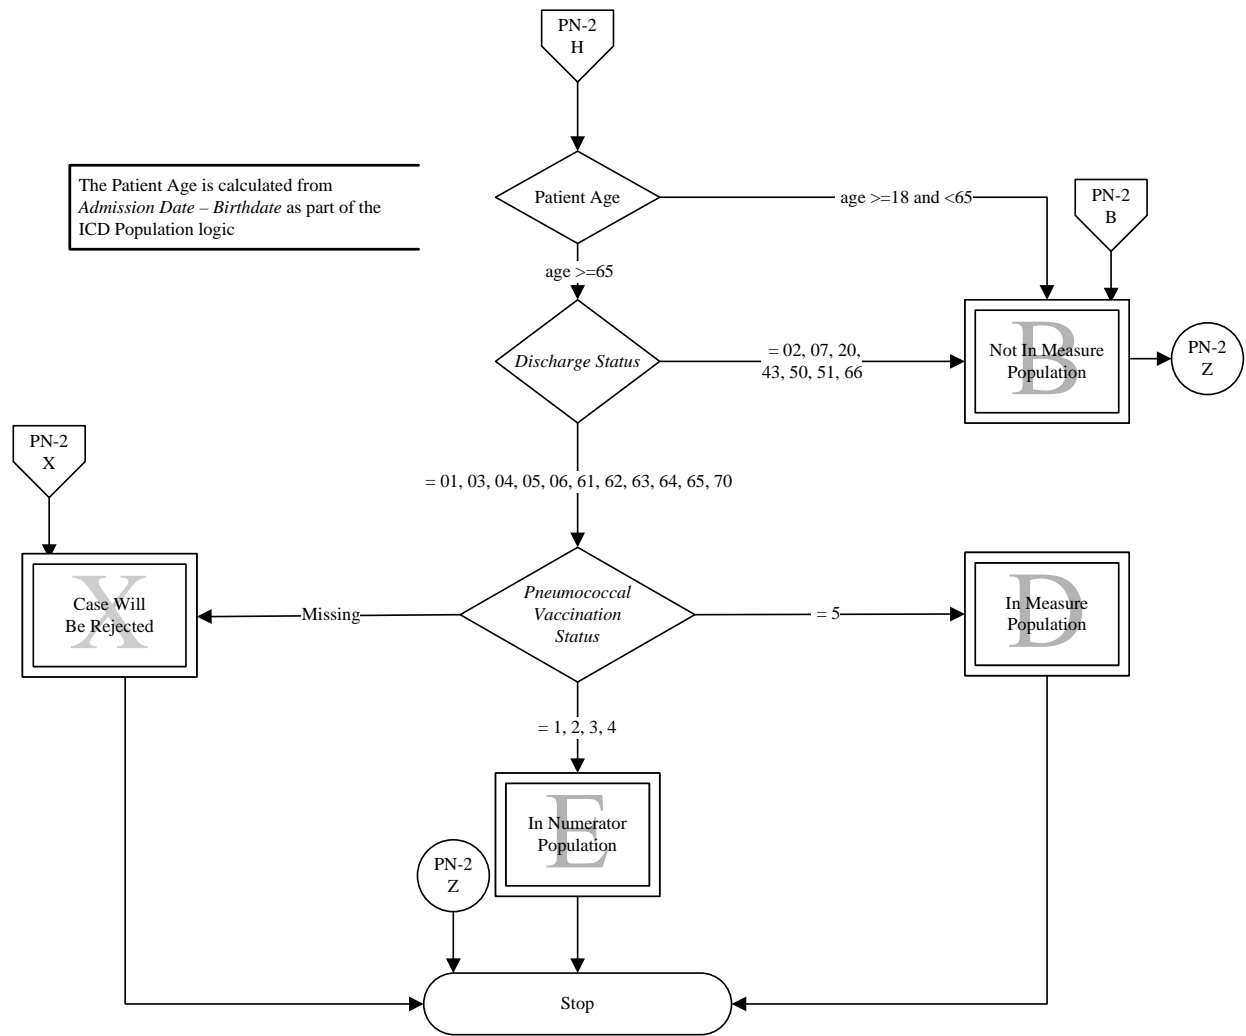 PN-2
H
The Patient Age is calculated from
Admission Date – Birthdate as part of the
ICD Population logic
Patient Age
age >=18 and <65
PN-2
B
age >=65
Discharge Status
= 02, 07, 20,
43, 50, 51, 66
B
Not In Measure
Population
PN-2
Z
PN-2
X
= 01, 03, 04, 05, 06, 61, 62, 63, 64, 65, 70
X
Case Will
Be Rejected
Missing
Pneumococcal
Vaccination
Status
= 5
D
In Measure
Population
= 1, 2, 3, 4
E
In Numerator
Population
PN-2
Z
Stop